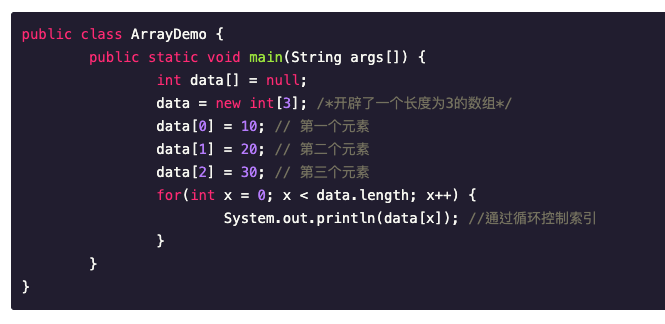 public class ArrayDemo {
        public static void main(String args[]) {
                int data[] = null;
                data = new int[3]; /*开辟了一个长度为3的数组*/
                data[0] = 10; // 第一个元素
                data[1] = 20; // 第二个元素
                data[2] = 30; // 第三个元素
                for(int x = 0; x < data.length; x++) {
                        System.out.println(data[x]); //通过循环控制索引
                }
        }
}